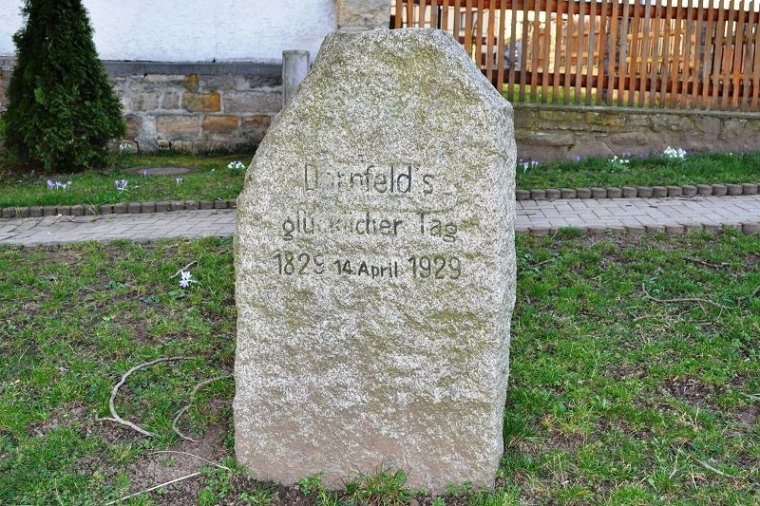 Dornfeld's
glücklicher Tag
1829 14. April 1929